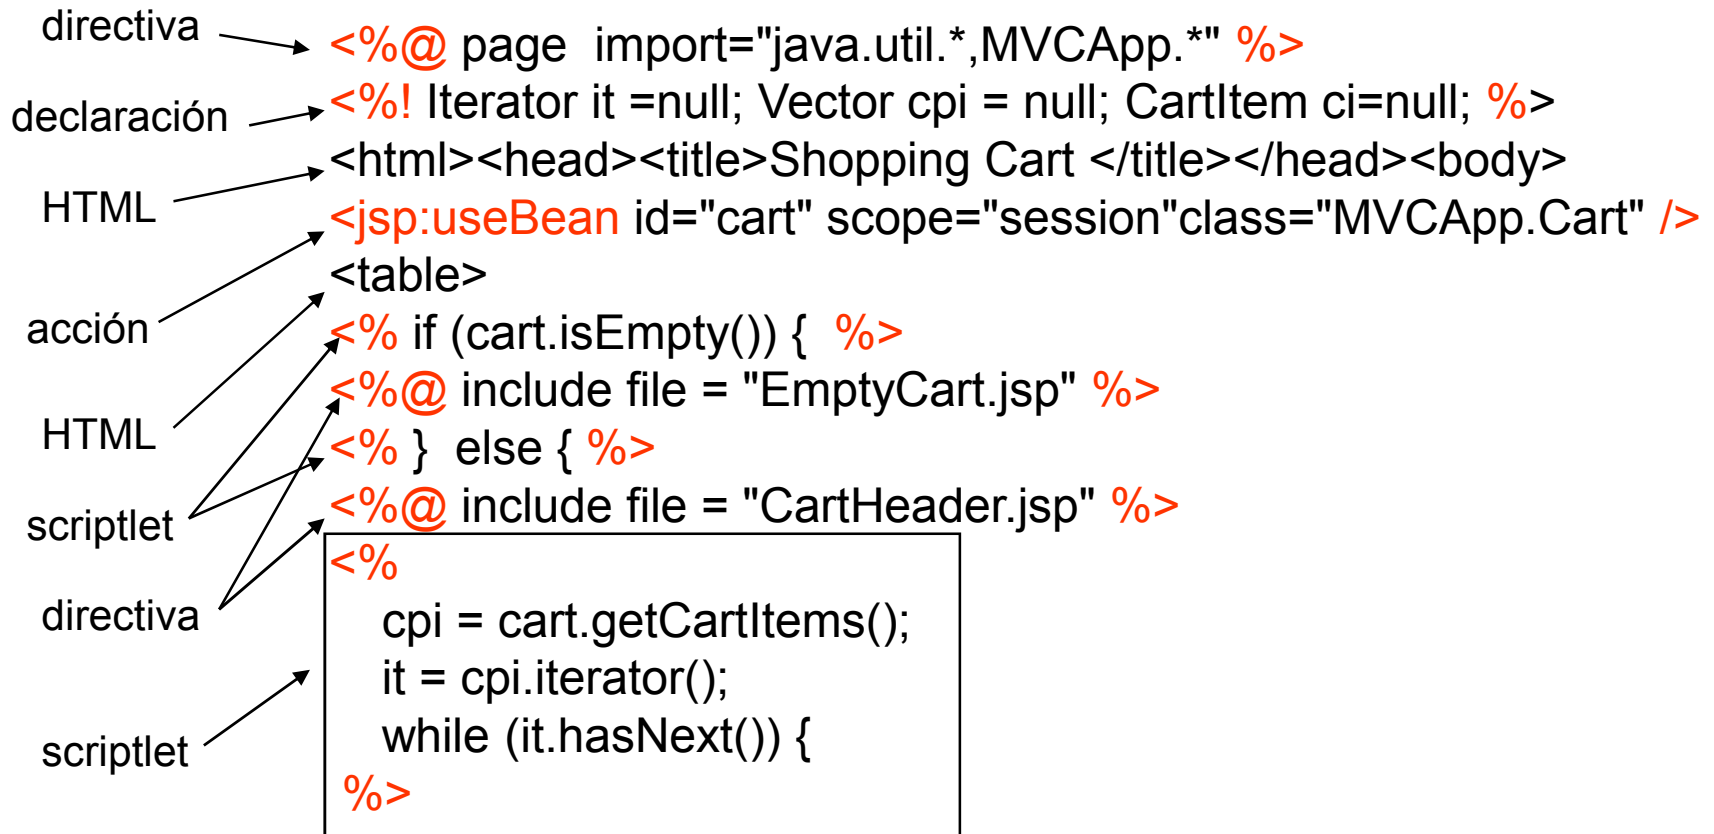 directiva
<%@ page  import="java.util.*,MVCApp.*" %>
declaración
<%! Iterator it =null; Vector cpi = null; CartItem ci=null; %>
HTML
<html><head><title>Shopping Cart </title></head><body>
<jsp:useBean id="cart" scope="session"class="MVCApp.Cart" />
acción
<table>
<% if (cart.isEmpty()) {  %>
HTML
<%@ include file = "EmptyCart.jsp" %>
<% }  else { %>
scriptlet
<%@ include file = "CartHeader.jsp" %>
directiva
<%
cpi = cart.getCartItems();
it = cpi.iterator();
scriptlet
while (it.hasNext()) {
%>